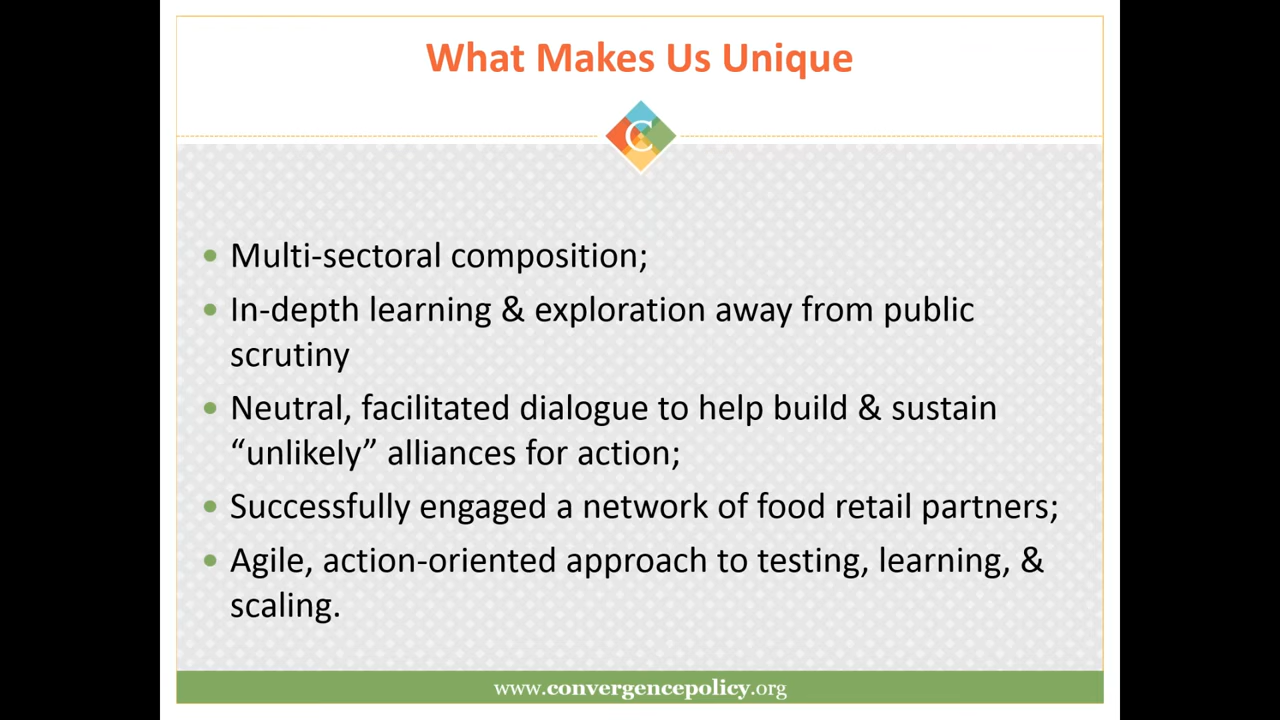 What Makes Us Unique
C
• Multi-sectoral composition;
• In-depth learning & exploration away from public
scrutiny
• Neutral, facilitated dialogue to help build & sustain
“unlikely” alliances for action;
• Successfully engaged a network of food retail partners;
• Agile, action-oriented approach to testing, learning, &
scaling.
www.convergencepolicy.org